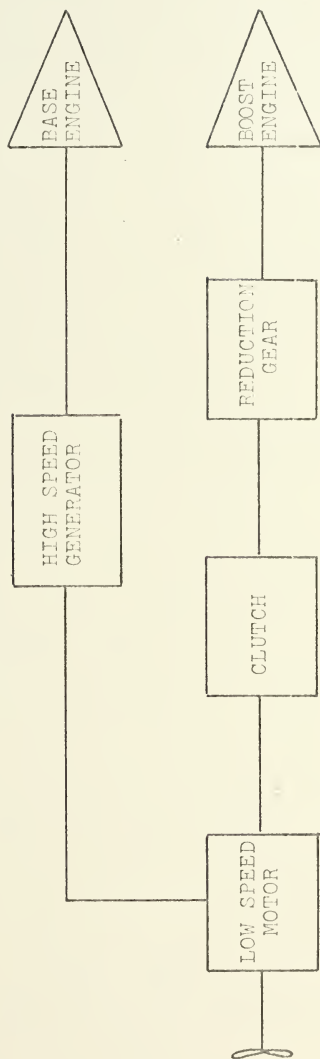 BASE
ENGINE
BOOST
ENGINE
REDUCTION
GEAR
HIGH SPEED
GENERATOR
CLUTCH
LOW SPEED
MOTOR